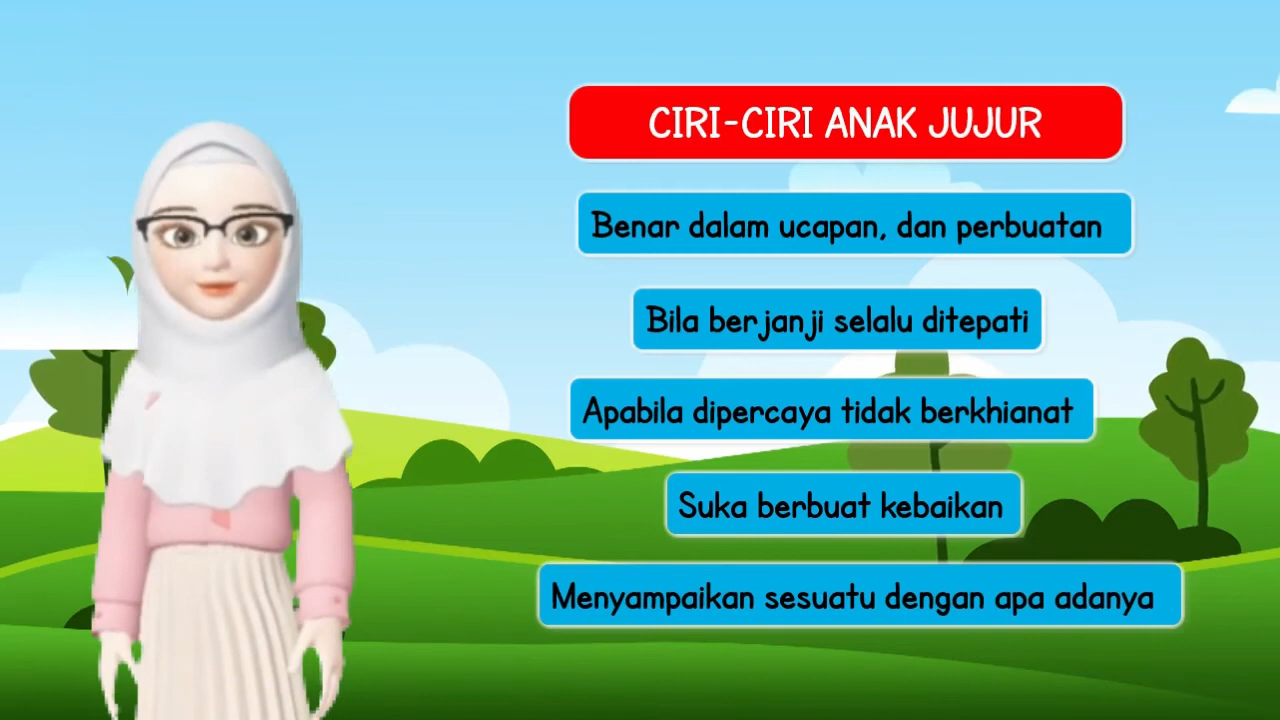 CIRI-CIRI ANAK JUJUR
Benar dalam ucapan, dan perbuatan
Bila berjanji selalu ditepati
Apabila dipercaya tidak berkhianat
Suka berbuat kebaikan
Menyampaikan sesuatu dengan apa adanya